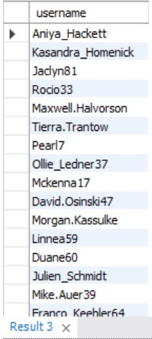 username
Aniya_Hackett
Kasandra_Homenick
Jaclyn81
Rocio33
Maxwell.Halvorson
Tierra.Trantow
Pearl7
Ollie_Ledner37
Mckenna17
David.Osinski47
Morgan.Kassulke
Linnea59
Duane60
Julien_Schmidt
Mike.Auer39
Franco_Keebler64
Result 3